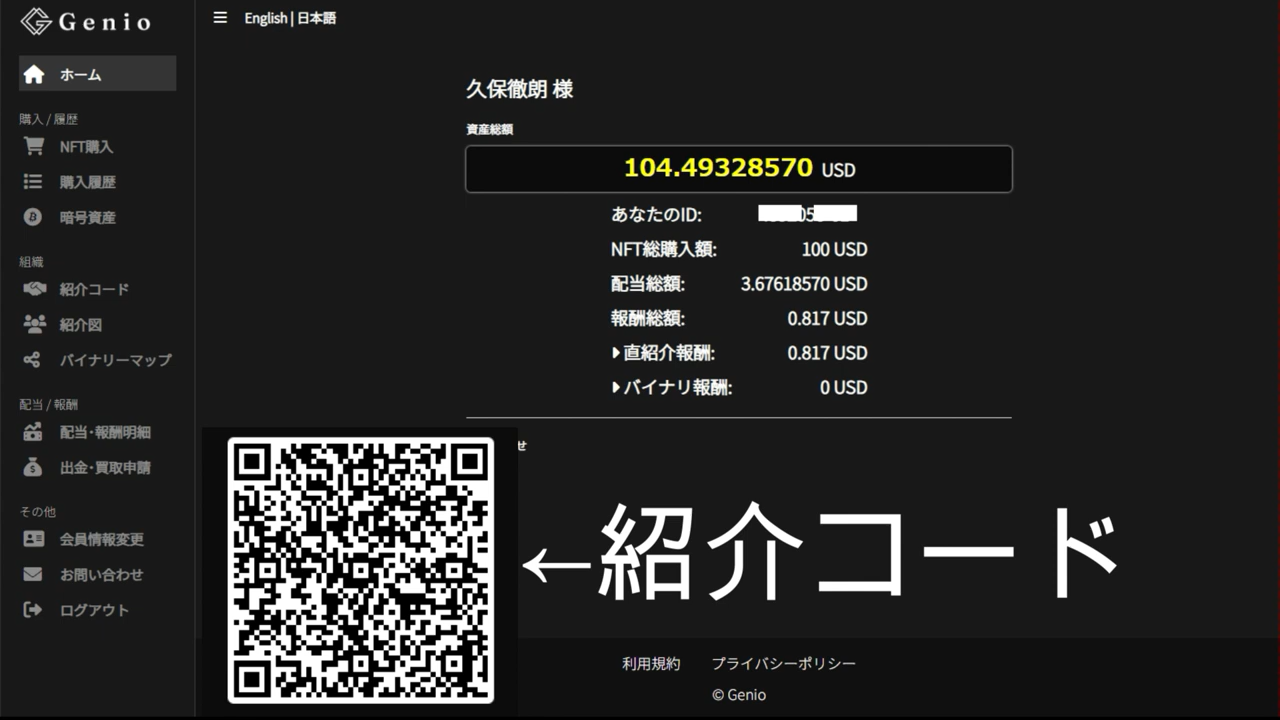 Genio
English | 日本語
ホーム
購入 / 履歴
NFT購入
購入履歴
暗号資産
組織
紹介コード
紹介図
バイナリーマップ
配当 / 報酬
配当・報酬明細
出金・買取申請
その他
会員情報変更
お問い合わせ
ログアウト
久保徹朗 様
資産総額
104.49328570 USD
あなたのID:
NFT総購入額: 100 USD
配当総額: 3.67618570 USD
報酬総額: 0.817 USD
直紹介報酬: 0.817 USD
バイナリ報酬: 0 USD
せ
←紹介コード
利用規約 プライバシーポリシー
© Genio